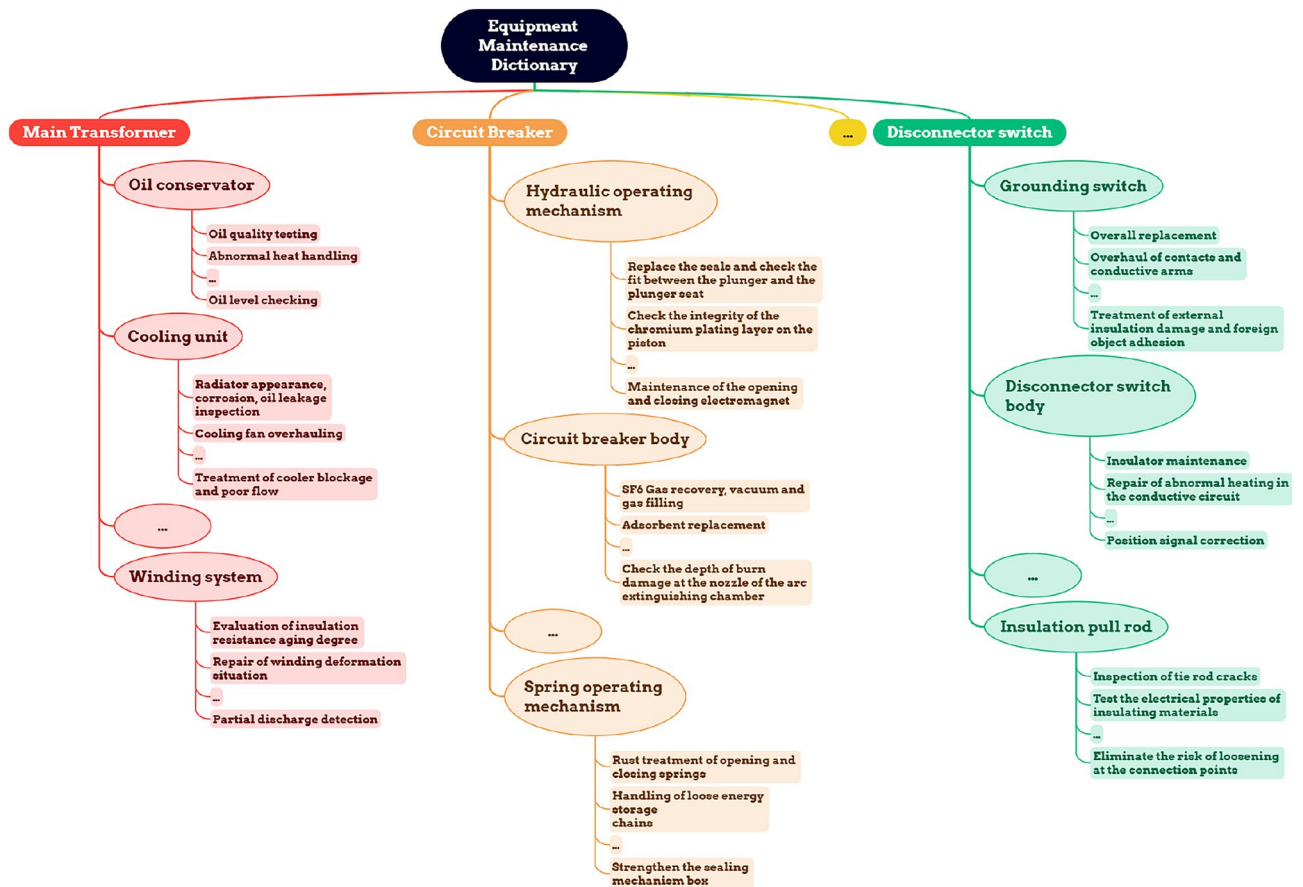 Equipment
Maintenance
Dictionary
Main Transformer
Oil conservator
Oil quality testing
Abnormal heat handling
...
Oil level checking
Cooling unit
Radiator appearance,
corrosion, oil leakage
inspection
Cooling fan overhauling
...
Treatment of cooler blockage
and poor flow
...
Winding system
Evaluation of insulation
resistance aging degree
Repair of winding deformation
situation
...
Partial discharge detection
Circuit Breaker
Hydraulic operating
mechanism
Replace the seals and check the
fit between the plunger and the
plunger seat
Check the integrity of the
chromium plating layer on the
piston
...
Maintenance of the opening
and closing electromagnet
Circuit breaker body
SF6 Gas recovery, vacuum and
gas filling
Adsorbent replacement
...
Check the depth of burn
damage at the nozzle of the arc
extinguishing chamber
...
Spring operating
mechanism
Rust treatment of opening and
closing springs
Handling of loose energy
storage
chains
...
Strengthen the sealing
mechanism box
...
Disconnector switch
Grounding switch
Overall replacement
Overhaul of contacts and
conductive arms
...
Treatment of external
insulation damage and foreign
object adhesion
Disconnector switch
body
Insulator maintenance
Repair of abnormal heating in
the conductive circuit
...
Position signal correction
...
Insulation pull rod
Inspection of tie rod cracks
Test the electrical properties of
insulating materials
...
Eliminate the risk of loosening
at the connection points